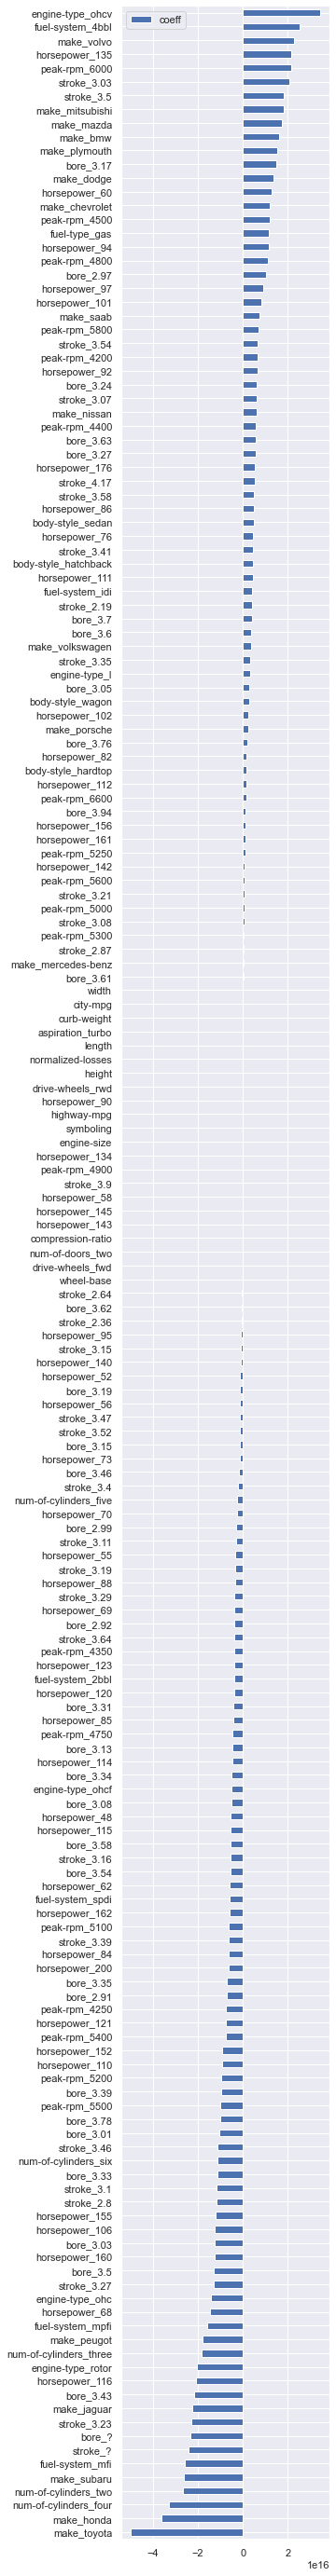 coeff
engine-type_ohcv
fuel-system_4bbl
make_volvo
horsepower_135
peak-rpm_6000
stroke_3.03
stroke_3.5
make_mitsubishi
make_mazda
make_bmw
make_plymouth
bore_3.17
make_dodge
horsepower_60
make_chevrolet
peak-rpm_4500
fuel-type_gas
horsepower_94
peak-rpm_4800
bore_2.97
horsepower_97
horsepower_101
make_saab
peak-rpm_5800
stroke_3.54
peak-rpm_4200
horsepower_92
bore_3.24
stroke_3.07
make_nissan
peak-rpm_4400
bore_3.63
bore_3.27
horsepower_176
stroke_4.17
stroke_3.58
horsepower_86
body-style_sedan
horsepower_76
stroke_3.41
body-style_hatchback
horsepower_111
fuel-system_idi
stroke_2.19
bore_3.7
bore_3.6
make_volkswagen
stroke_3.35
engine-type_l
bore_3.05
body-style_wagon
horsepower_102
make_porsche
bore_3.76
horsepower_82
body-style_hardtop
horsepower_112
peak-rpm_6600
bore_3.94
horsepower_156
horsepower_161
peak-rpm_5250
horsepower_142
peak-rpm_5600
stroke_3.21
peak-rpm_5000
stroke_3.08
peak-rpm_5300
stroke_2.87
make_mercedes-benz
bore_3.61
width
city-mpg
curb-weight
aspiration_turbo
length
normalized-losses
height
drive-wheels_rwd
horsepower_90
highway-mpg
symboling
engine-size
horsepower_134
peak-rpm_4900
stroke_3.9
horsepower_58
horsepower_145
horsepower_143
compression-ratio
num-of-doors_two
drive-wheels_fwd
wheel-base
stroke_2.64
bore_3.62
stroke_2.36
horsepower_95
stroke_3.15
horsepower_140
horsepower_52
bore_3.19
horsepower_56
stroke_3.47
stroke_3.52
bore_3.15
horsepower_73
bore_3.46
stroke_3.4
num-of-cylinders_five
horsepower_70
bore_2.99
stroke_3.11
horsepower_55
stroke_3.19
horsepower_88
stroke_3.29
horsepower_69
bore_2.92
stroke_3.64
peak-rpm_4350
horsepower_123
fuel-system_2bbl
horsepower_120
bore_3.31
horsepower_85
peak-rpm_4750
bore_3.13
horsepower_114
bore_3.34
engine-type_ohcf
bore_3.08
horsepower_48
horsepower_115
bore_3.58
stroke_3.16
bore_3.54
horsepower_62
fuel-system_spdi
horsepower_162
peak-rpm_5100
stroke_3.39
horsepower_84
horsepower_200
bore_3.35
bore_2.91
peak-rpm_4250
horsepower_121
peak-rpm_5400
horsepower_152
horsepower_110
peak-rpm_5200
bore_3.39
peak-rpm_5500
bore_3.78
bore_3.01
stroke_3.46
num-of-cylinders_six
bore_3.33
stroke_3.1
stroke_2.8
horsepower_155
horsepower_106
bore_3.03
horsepower_160
bore_3.5
stroke_3.27
engine-type_ohc
horsepower_68
fuel-system_mpfi
make_peugot
num-of-cylinders_three
engine-type_rotor
horsepower_116
bore_3.43
make_jaguar
stroke_3.23
bore_?
stroke_?
fuel-system_mfi
make_subaru
num-of-cylinders_two
num-of-cylinders_four
make_honda
make_toyota
−4 −2 0 2
1e16